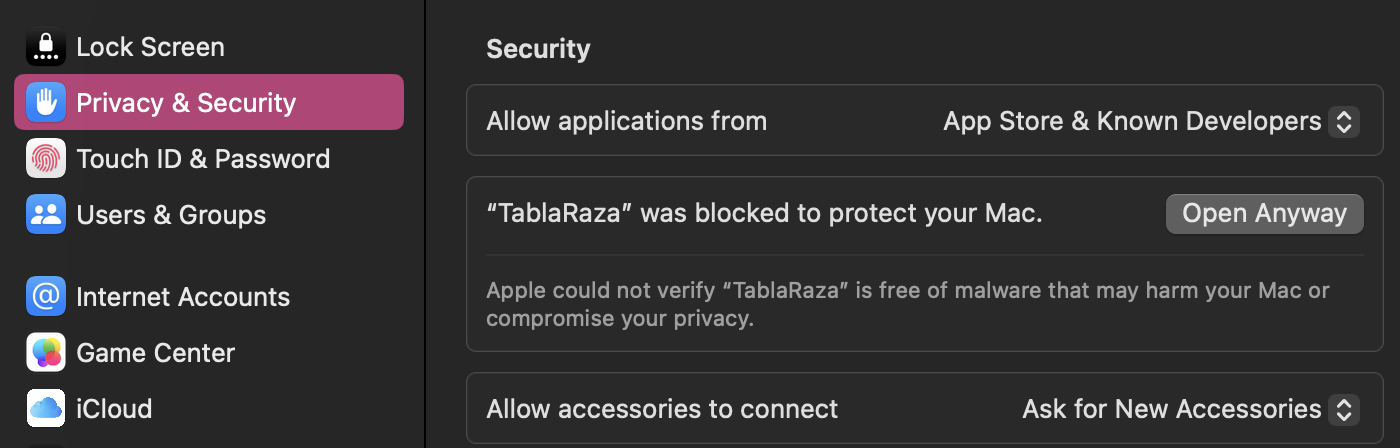 Lock Screen
Privacy & Security
Touch ID & Password
Users & Groups
Internet Accounts
Game Center
iCloud
Security
Allow applications from
App Store & Known Developers
“TablaRaza” was blocked to protect your Mac.
Open Anyway
Apple could not verify “TablaRaza” is free of malware that may harm your Mac or
compromise your privacy.
Allow accessories to connect
Ask for New Accessories